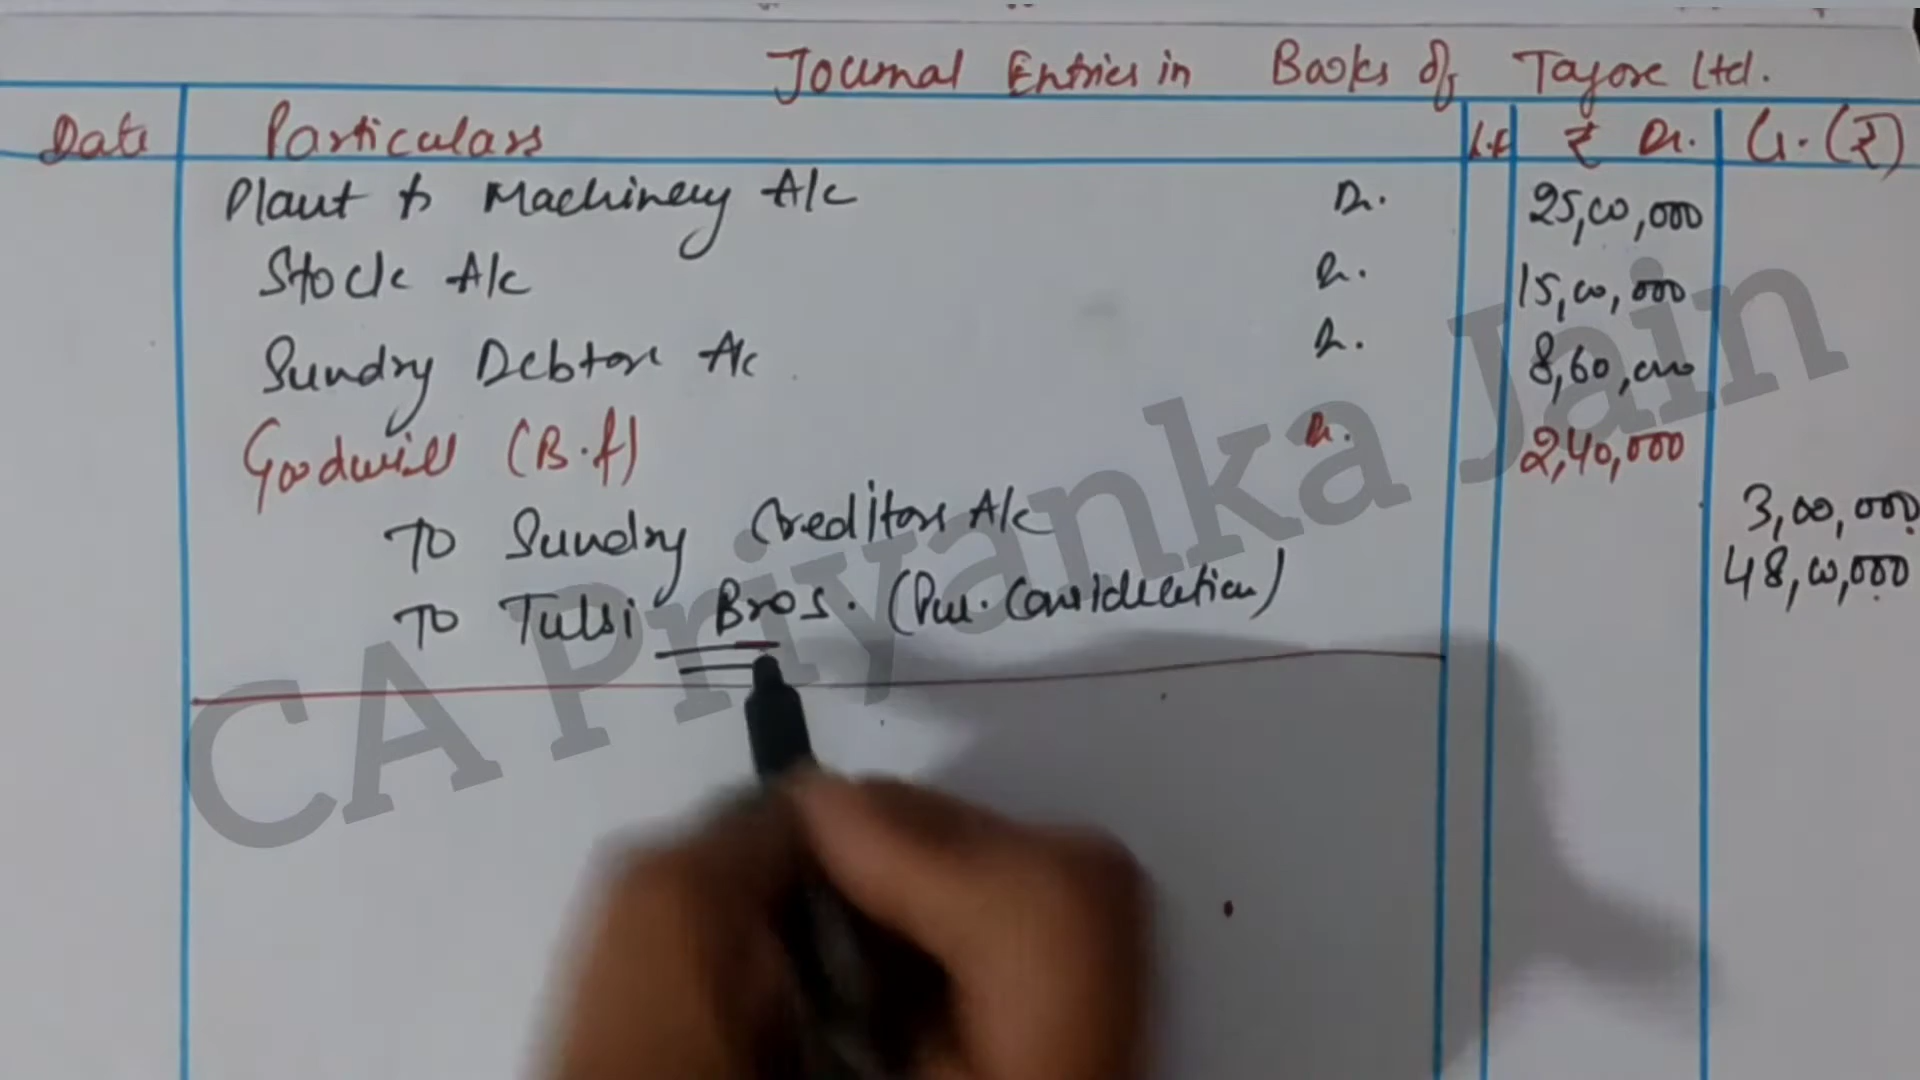 Journal Entries in Books of Tagore Ltd.
Date Particulars L.F ₹ Dr. Cr. (₹)
Plant & Machinery A/c Dr. 25,00,000
Stock A/c Dr. 15,00,000
Sundry Debtors A/c Dr. 8,60,000
Goodwill (B.f) Dr. 2,40,000
To Sundry Creditors A/c 3,00,000
To Tulsi Bros. (Pur. Consideration) 48,00,000
CA Priyanka Jain